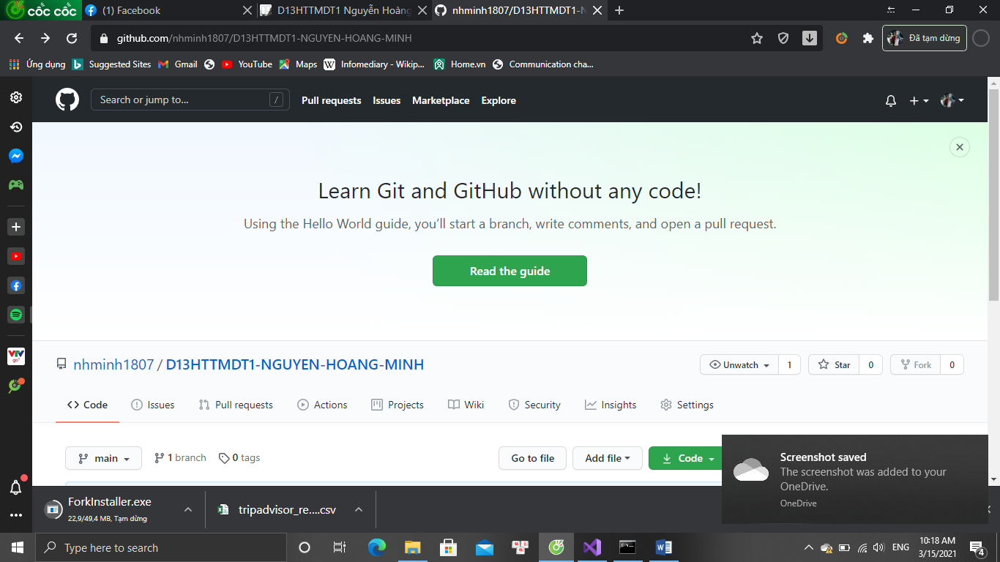 cốc cốc
(1) Facebook
D13HTTMDT1 Nguyễn Hoàng
nhminh1807/D13HTTMDT1-N
github.com/nhminh1807/D13HTTMDT1-NGUYEN-HOANG-MINH
Đã tạm dừng
Ứng dụng
Suggested Sites
Gmail
YouTube
Maps
Infomediary - Wikip...
Home.vn
Communication cha...
Search or jump to...
/
Pull requests
Issues
Marketplace
Explore
Learn Git and GitHub without any code!
Using the Hello World guide, you’ll start a branch, write comments, and open a pull request.
Read the guide
VTV
go
nhminh1807 / D13HTTMDT1-NGUYEN-HOANG-MINH
Unwatch
1
Star
0
Fork
0
Code
Issues
Pull requests
Actions
Projects
Wiki
Security
Insights
Settings
main
1 branch
0 tags
Go to file
Add file
Code
Screenshot saved
The screenshot was added to your
OneDrive.
OneDrive
ForkInstaller.exe
22,9/49,4 MB, Tạm dừng
tripadvisor_re....csv
Type here to search
ENG
10:18 AM
3/15/2021
4